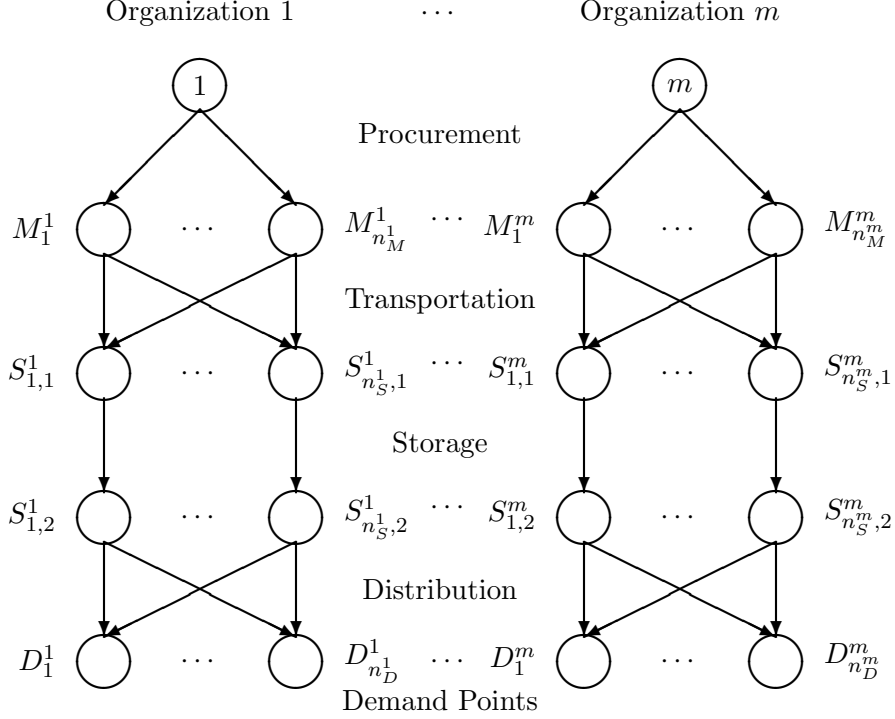 Organization 1 ⋯ Organization m
1 m
Procurement
M^1_1 ⋯ M^1_{n^1_M} ⋯ M^m_1 ⋯ M^m_{n^m_M}
Transportation
S^1_{1,1} ⋯ S^1_{n^1_S,1} ⋯ S^m_{1,1} ⋯ S^m_{n^m_S,1}
Storage
S^1_{1,2} ⋯ S^1_{n^1_S,2} ⋯ S^m_{1,2} ⋯ S^m_{n^m_S,2}
Distribution
D^1_1 ⋯ D^1_{n^1_D} ⋯ D^m_1 ⋯ D^m_{n^m_D}
Demand Points